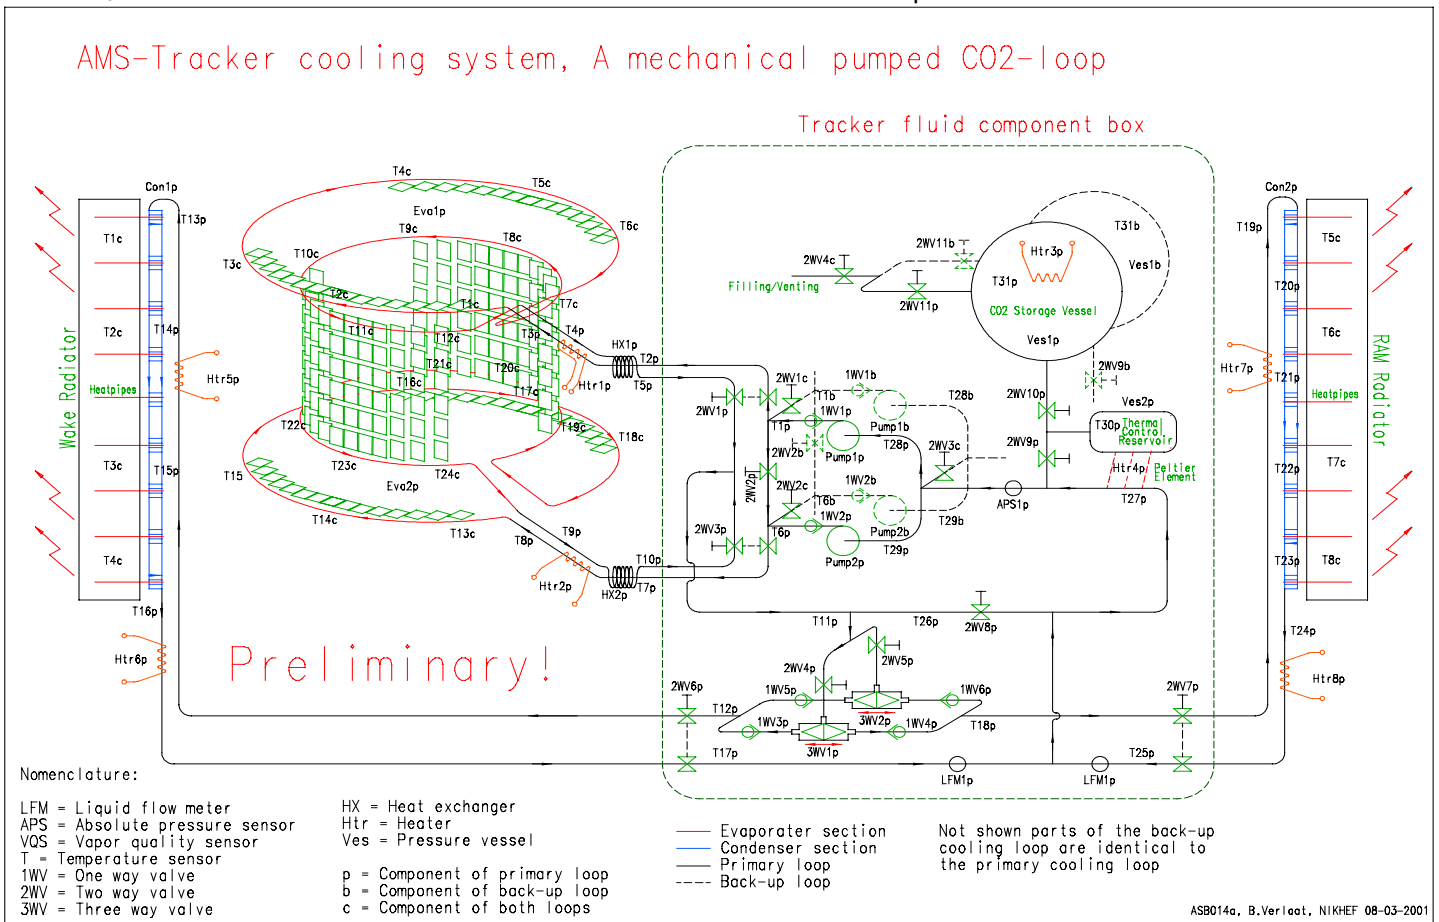 AMS-Tracker cooling system, A mechanical pumped CO2-loop
Tracker fluid component box
Con1p
T13p
T1c
T2c
T14p
Wake Radiator
Heatpipes
Htr5p
T3c
T15p
T4c
T16p
Htr6p
T4c
T5c
Eva1p
T6c
T9c
T8c
T10c
T3c
T2c
T1c
T7c
T11c
T12c
T3p
T4p
HX1p
T2p
T5p
Htr1p
T21c
T20c
T16c
T17c
T22c
T19c
T18c
T23c
T24c
T15
Eva2p
T14c
T13c
T9p
T8p
Htr2p
HX2p
T10p
T7p
Preliminary!
2WV11b
2WV4c
Filling/Venting
2WV11p
Htr3p
T31p
T31b
Ves1b
CO2 Storage Vessel
Ves1p
2WV9b
2WV1c
1WV1b
T28b
T1b
2WV1p
1WV1p
T1p
Pump1b
T28p
Pump1p
2WV2b
2WV2p
2WV2c
1WV2b
2WV3c
T6b
1WV2p
T29b
2WV3p
T6p
Pump2b
T29p
Pump2p
2WV10p
2WV9p
Ves2p
T30p
Thermal
Control
Reservoir
Htr4p
Peltier
Element
T27p
APS1p
T11p
T26p
2WV8p
2WV5p
2WV4p
2WV6p
1WV5p
1WV6p
T12p
3WV2p
1WV3p
1WV4p
T18p
3WV1p
T17p
2WV7p
T25p
LFM1p
LFM1p
Con2p
T19p
T5c
T20p
T6c
Htr7p
T21p
RAM Radiator
Heatpipes
T22p
T7c
T23p
T8c
T24p
Htr8p
Nomenclature:
LFM = Liquid flow meter
APS = Absolute pressure sensor
VQS = Vapor quality sensor
T = Temperature sensor
1WV = One way valve
2WV = Two way valve
3WV = Three way valve
HX = Heat exchanger
Htr = Heater
Ves = Pressure vessel
p = Component of primary loop
b = Component of back-up loop
c = Component of both loops
Evaporater section
Condenser section
Primary loop
Back-up loop
Not shown parts of the back-up
cooling loop are identical to
the primary cooling loop
ASB014a, B.Verlaat, NIKHEF 08-03-2001